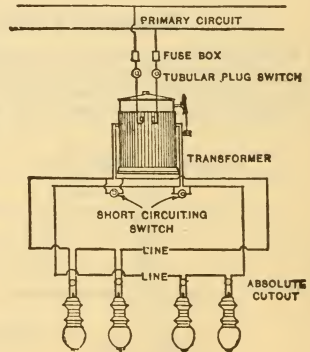 PRIMARY CIRCUIT
FUSE BOX
TUBULAR PLUG SWITCH
TRANSFORMER
SHORT CIRCUITING
SWITCH
LINE
LINE
ABSOLUTE
CUTOUT